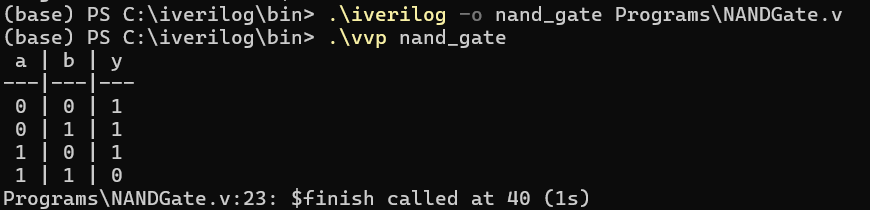 (base) PS C:\iverilog\bin> .\iverilog -o nand_gate Programs\NANDGate.v
(base) PS C:\iverilog\bin> .\vvp nand_gate
 a | b | y
---|---|---
 0 | 0 | 1
 0 | 1 | 1
 1 | 0 | 1
 1 | 1 | 0
Programs\NANDGate.v:23: $finish called at 40 (1s)